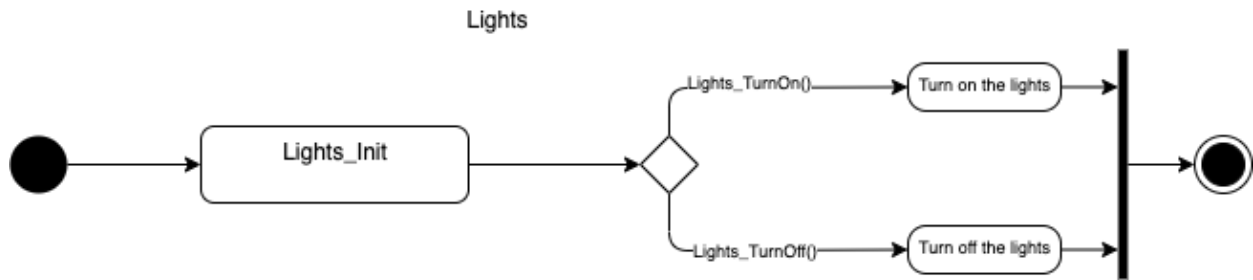 Lights
Lights_Init
Lights_TurnOn()
Turn on the lights
Lights_TurnOff()
Turn off the lights